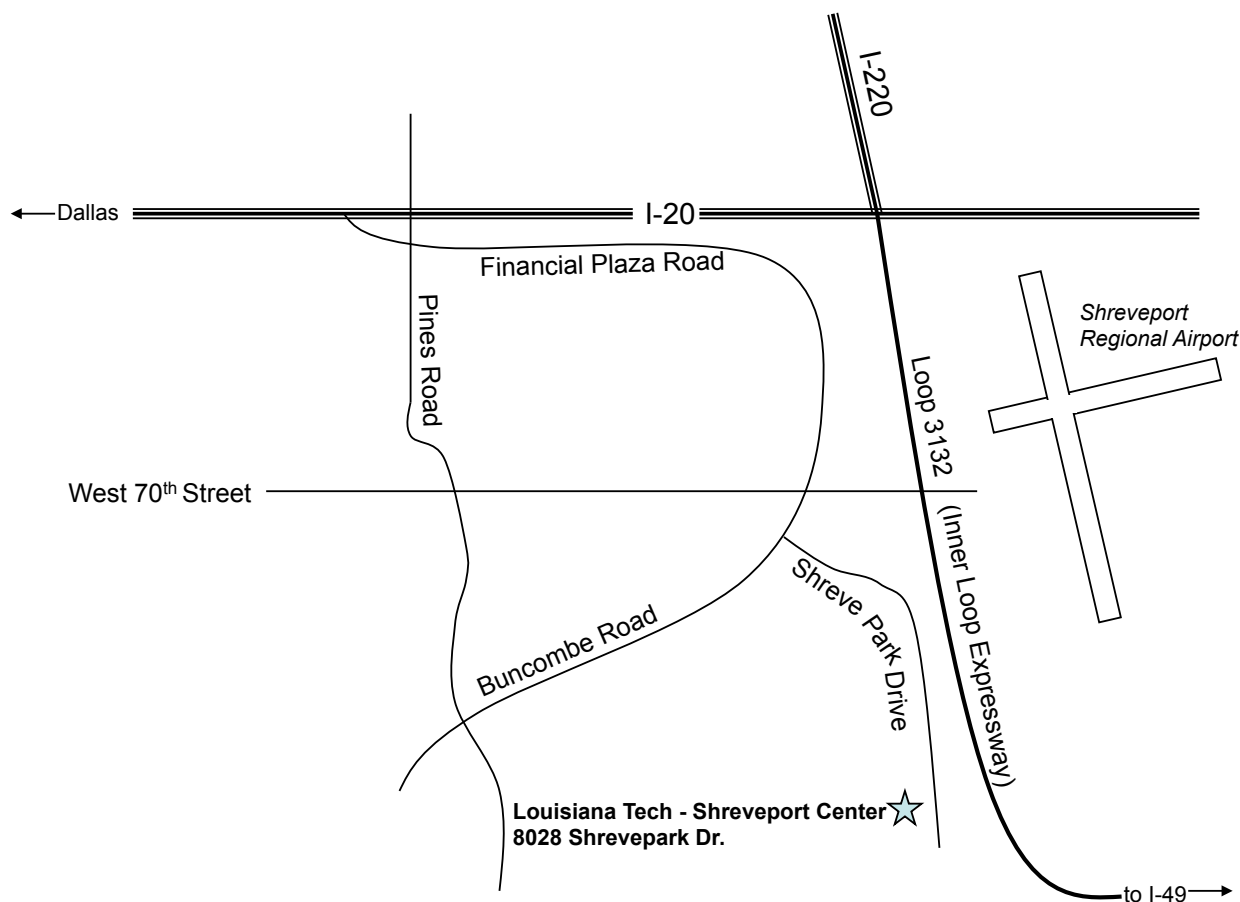 I-220
Dallas
I-20
Financial Plaza Road
Pines Road
Shreveport
Regional Airport
Loop 3132
West 70th Street
(Inner Loop Expressway)
Shreve Park Drive
Buncombe Road
Louisiana Tech - Shreveport Center
8028 Shrevepark Dr.
to I-49